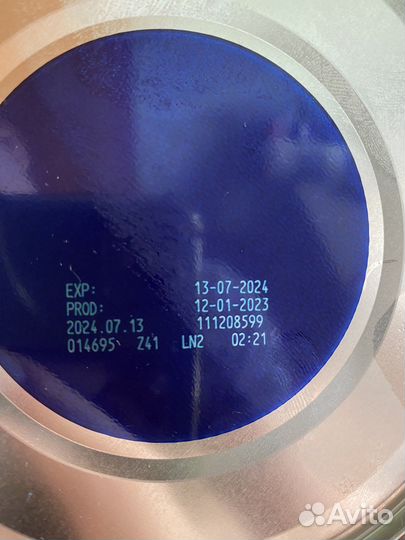 EXP: 13-07-2024
PROD: 12-01-2023
2024.07.13 111208599
014695 Z41 LN2 02:21
Avito